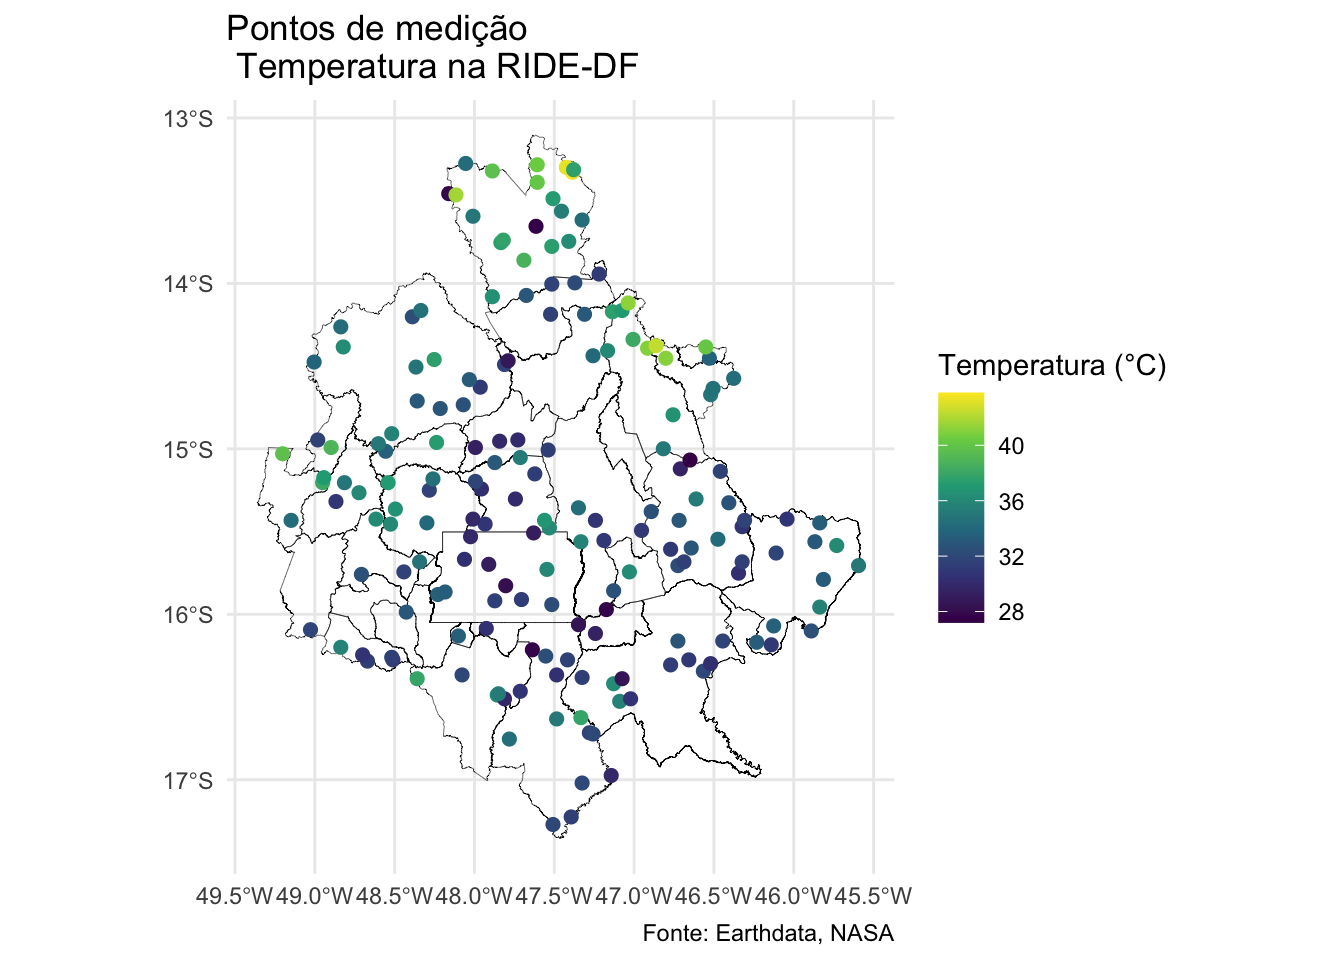 Pontos de medição
Temperatura na RIDE-DF
13°S
14°S
15°S
16°S
17°S
49.5°W 49.0°W 48.5°W 48.0°W 47.5°W 47.0°W 46.5°W 46.0°W 45.5°W
Temperatura (°C)
40
36
32
28
Fonte: Earthdata, NASA